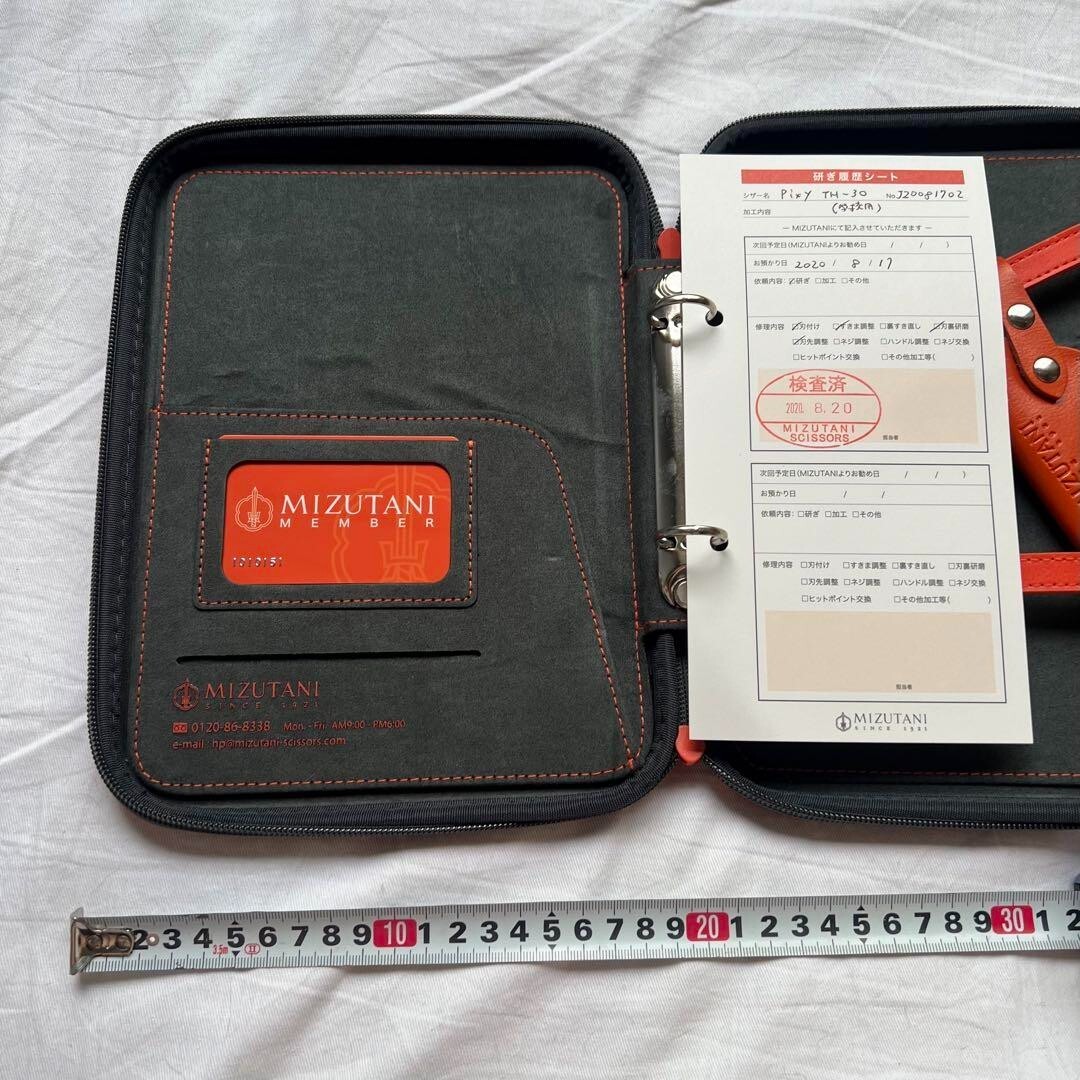 MIZUTANI
MEMBER
1010151
MIZUTANI
SINCE 1921
0120-86-8338 Mon. - Fri. AM9:00 - PM6:00
e-mail hp@mizutani-scissors.com
研ぎ履歴シート
シザー名 Pixy TH-30 No.J20081702
加工内容
― MIZUTANIにて記入させていただきます ―
次回予定日(MIZUTANIよりお勧め日 / / )
お預かり日 2020 / 8 / 17
依頼内容:☑研ぎ □加工 □その他
修理内容 ☑刃付け ☑すきま調整 □裏すき直し ☑刃裏研磨
☑刃先調整 □ネジ調整 □ハンドル調整 □ネジ交換
□ヒットポイント交換 □その他加工等( )
検査済
2020. 8.20
MIZUTANI
SCISSORS
担当者
次回予定日(MIZUTANIよりお勧め日 / / )
お預かり日 / /
依頼内容:□研ぎ □加工 □その他
修理内容 □刃付け □すきま調整 □裏すき直し □刃裏研磨
□刃先調整 □ネジ調整 □ハンドル調整 □ネジ交換
□ヒットポイント交換 □その他加工等( )
担当者
MIZUTANI
SINCE 1921
MIZUTANI
2 3 4 5 6 7 8 9 10 1 2 3 4 5 6 7 8 9 20 1 2 3 4 5 6 7 8 9 30 1 2
3.5m